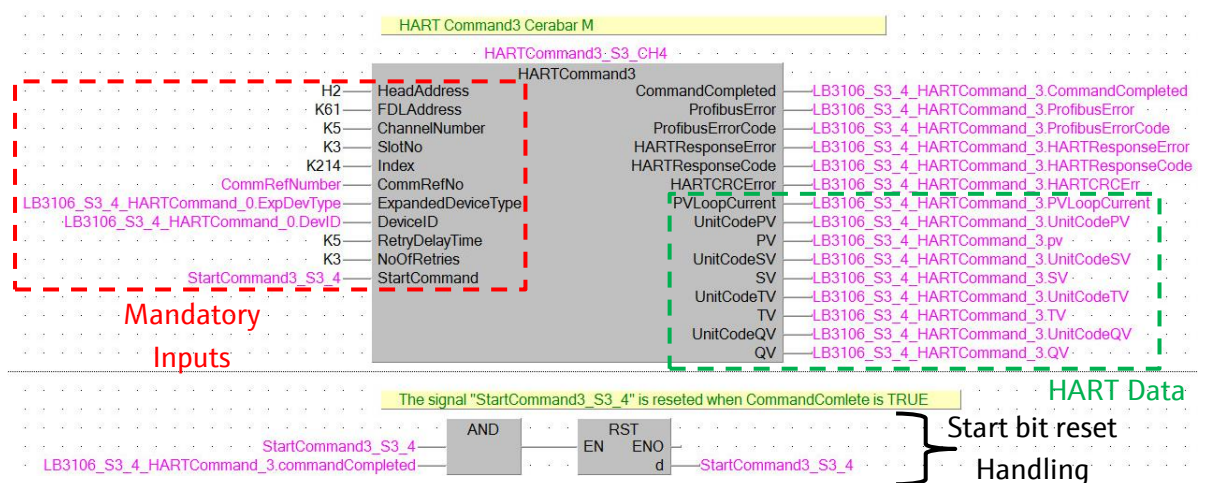 HART Command3 Cerabar M
HARTCommand3_S3_CH4
HARTCommand3
H2 HeadAddress CommandCompleted LB3106_S3_4_HARTCommand_3.CommandCompleted
K61 FDLAddress ProfibusError LB3106_S3_4_HARTCommand_3.ProfibusError
K5 ChannelNumber ProfibusErrorCode LB3106_S3_4_HARTCommand_3.ProfibusErrorCode
K3 SlotNo HARTResponseError LB3106_S3_4_HARTCommand_3.HARTResponseError
K214 Index HARTResponseCode LB3106_S3_4_HARTCommand_3.HARTResponseCode
CommRefNumber CommRefNo HARTCRCError LB3106_S3_4_HARTCommand_3.HARTCRCErr
LB3106_S3_4_HARTCommand_0.ExpDevType ExpandedDeviceType PVLoopCurrent LB3106_S3_4_HARTCommand_3.PVLoopCurrent
LB3106_S3_4_HARTCommand_0.DevID DeviceID UnitCodePV LB3106_S3_4_HARTCommand_3.UnitCodePV
K5 RetryDelayTime PV LB3106_S3_4_HARTCommand_3.pv
K3 NoOfRetries UnitCodeSV LB3106_S3_4_HARTCommand_3.UnitCodeSV
StartCommand3_S3_4 StartCommand SV LB3106_S3_4_HARTCommand_3.SV
UnitCodeTV LB3106_S3_4_HARTCommand_3.UnitCodeTV
TV LB3106_S3_4_HARTCommand_3.TV
UnitCodeQV LB3106_S3_4_HARTCommand_3.UnitCodeQV
QV LB3106_S3_4_HARTCommand_3.QV
Mandatory
Inputs
HART Data
The signal "StartCommand3_S3_4" is reseted when CommandComlete is TRUE
AND RST
StartCommand3_S3_4 EN ENO
LB3106_S3_4_HARTCommand_3.commandCompleted d StartCommand3_S3_4
Start bit reset
Handling